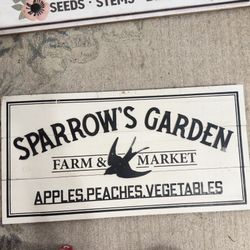 SEEDS · STEMS
SPARROW'S GARDEN
FARM & MARKET
APPLES.PEACHES.VEGETABLES